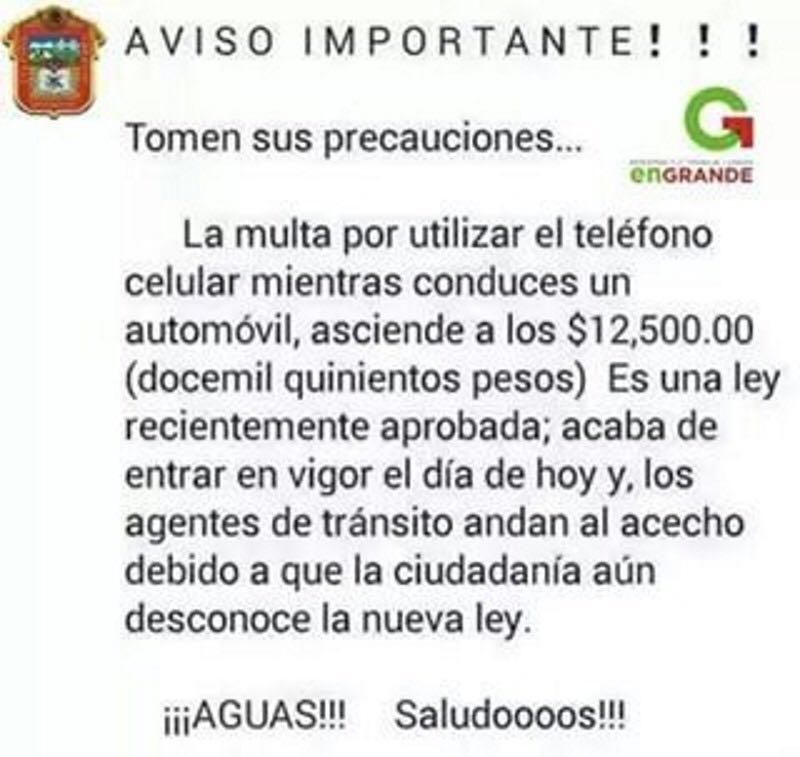 AVISO IMPORTANTE! ! !
Tomen sus precauciones...
enGRANDE
La multa por utilizar el teléfono
celular mientras conduces un
automóvil, asciende a los $12,500.00
(docemil quinientos pesos) Es una ley
recientemente aprobada; acaba de
entrar en vigor el día de hoy y, los
agentes de tránsito andan al acecho
debido a que la ciudadanía aún
desconoce la nueva ley.
¡¡¡AGUAS!!! Saludoooos!!!